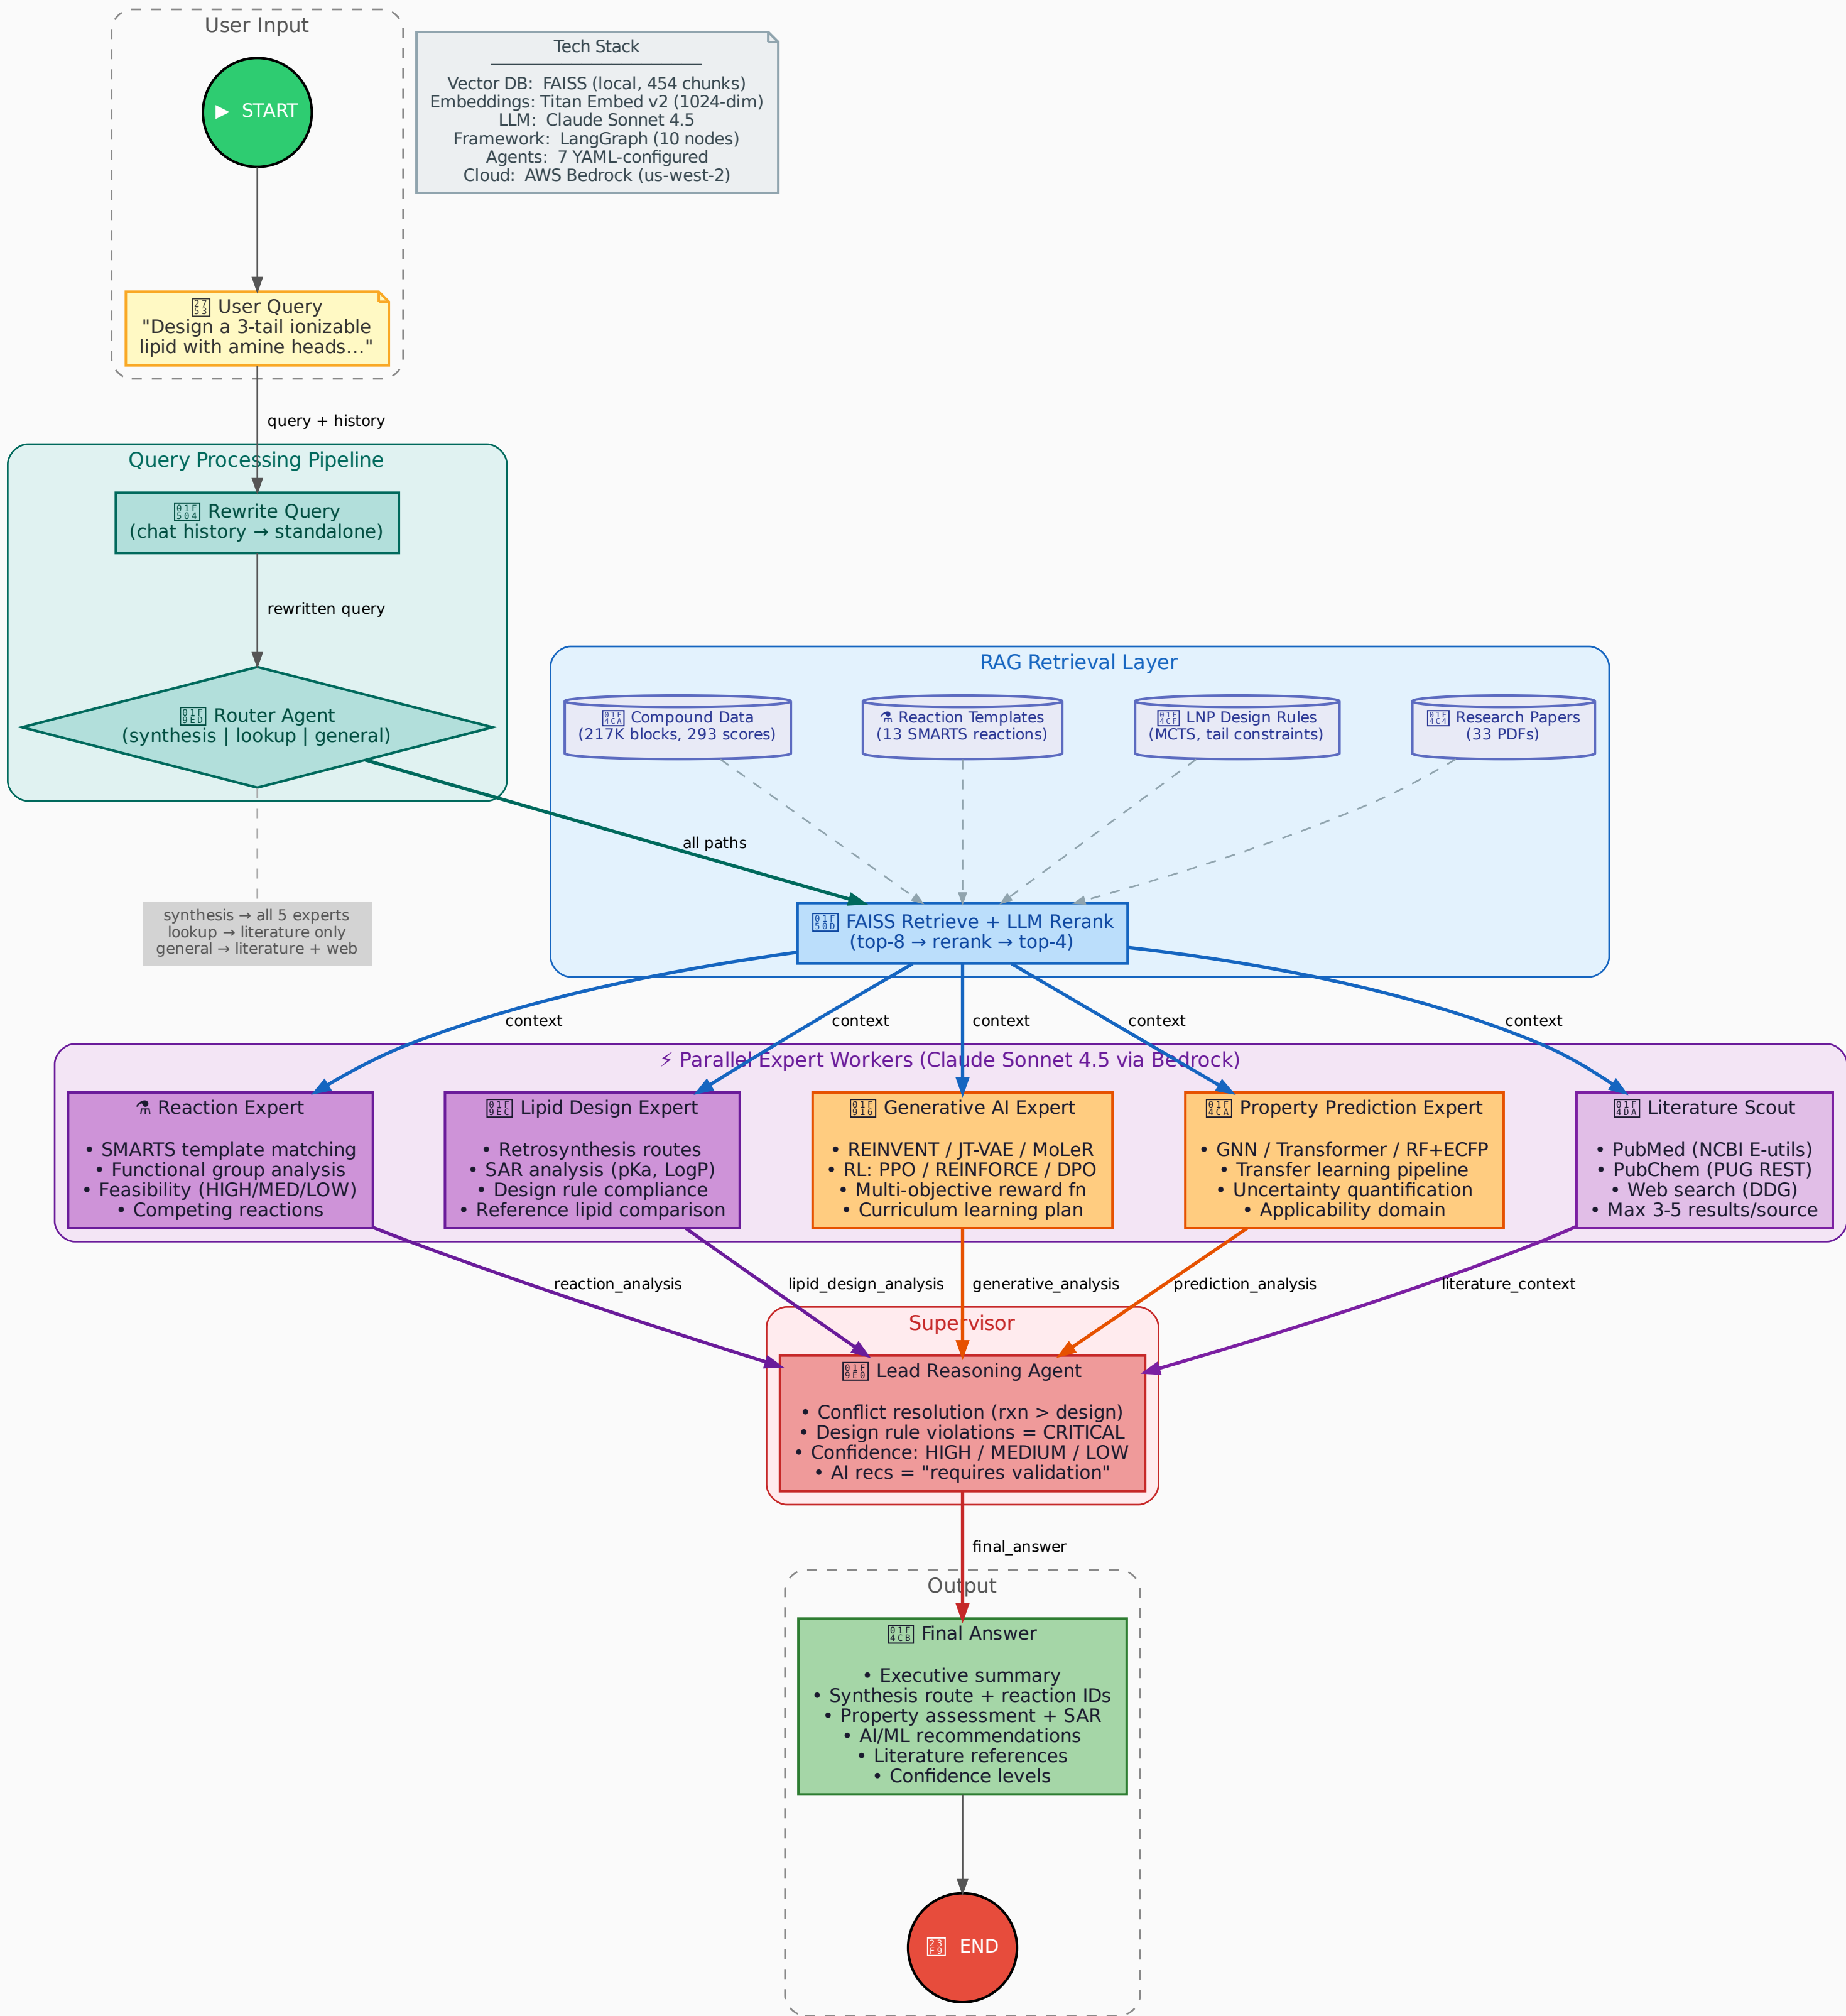 User Input
▶ START
Tech Stack
Vector DB: FAISS (local, 454 chunks)
Embeddings: Titan Embed v2 (1024-dim)
LLM: Claude Sonnet 4.5
Framework: LangGraph (10 nodes)
Agents: 7 YAML-configured
Cloud: AWS Bedrock (us-west-2)
User Query
"Design a 3-tail ionizable
lipid with amine heads..."
query + history
Query Processing Pipeline
Rewrite Query
(chat history → standalone)
rewritten query
Router Agent
(synthesis | lookup | general)
synthesis → all 5 experts
lookup → literature only
general → literature + web
all paths
RAG Retrieval Layer
Compound Data
(217K blocks, 293 scores)
⚗ Reaction Templates
(13 SMARTS reactions)
LNP Design Rules
(MCTS, tail constraints)
Research Papers
(33 PDFs)
FAISS Retrieve + LLM Rerank
(top-8 → rerank → top-4)
context
context
context
context
context
⚡ Parallel Expert Workers (Claude Sonnet 4.5 via Bedrock)
⚗ Reaction Expert
• SMARTS template matching
• Functional group analysis
• Feasibility (HIGH/MED/LOW)
• Competing reactions
Lipid Design Expert
• Retrosynthesis routes
• SAR analysis (pKa, LogP)
• Design rule compliance
• Reference lipid comparison
Generative AI Expert
• REINVENT / JT-VAE / MoLeR
• RL: PPO / REINFORCE / DPO
• Multi-objective reward fn
• Curriculum learning plan
Property Prediction Expert
• GNN / Transformer / RF+ECFP
• Transfer learning pipeline
• Uncertainty quantification
• Applicability domain
Literature Scout
• PubMed (NCBI E-utils)
• PubChem (PUG REST)
• Web search (DDG)
• Max 3-5 results/source
reaction_analysis
lipid_design_analysis
generative_analysis
prediction_analysis
literature_context
Supervisor
Lead Reasoning Agent
• Conflict resolution (rxn > design)
• Design rule violations = CRITICAL
• Confidence: HIGH / MEDIUM / LOW
• AI recs = "requires validation"
final_answer
Output
Final Answer
• Executive summary
• Synthesis route + reaction IDs
• Property assessment + SAR
• AI/ML recommendations
• Literature references
• Confidence levels
END